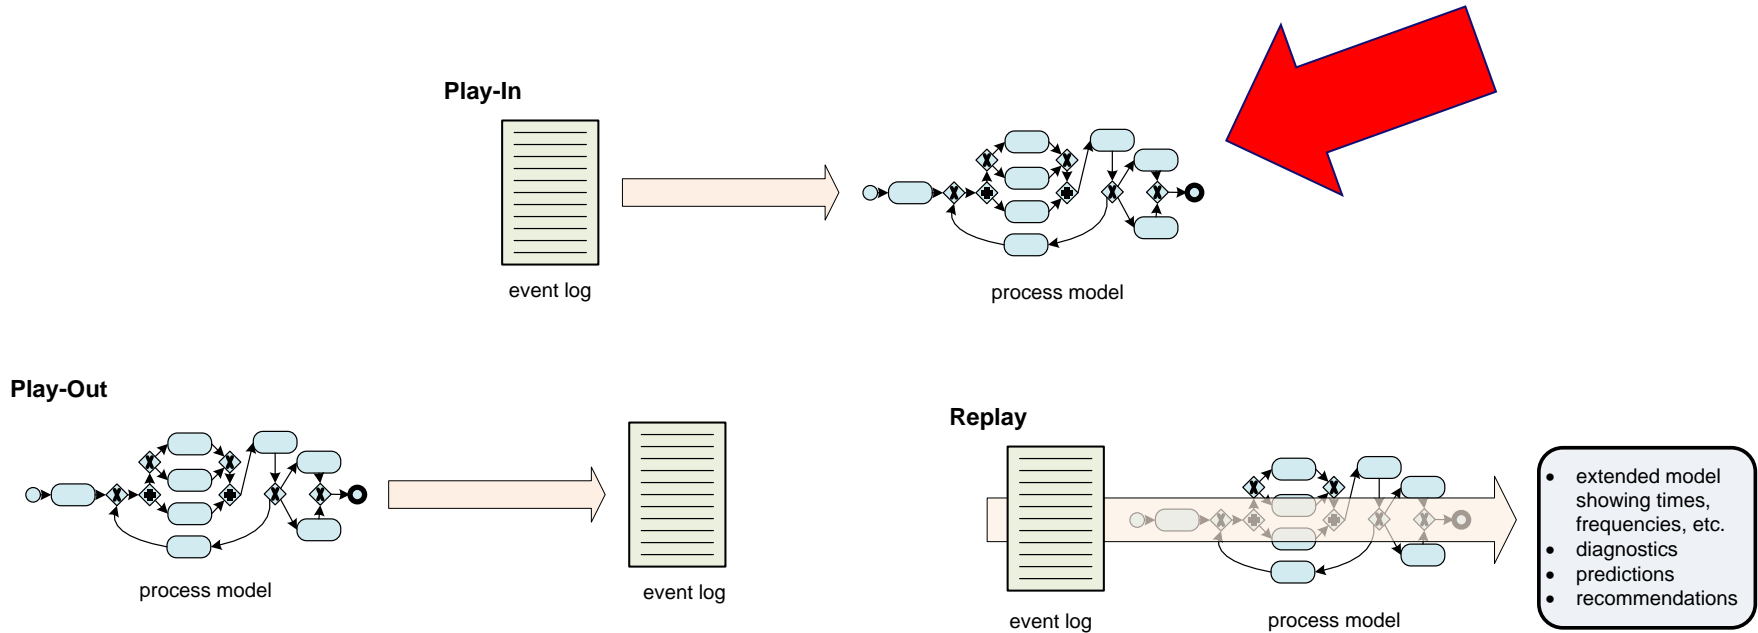 Play-In
event log
process model
Play-Out
process model
event log
Replay
event log
process model
• extended model
showing times,
frequencies, etc.
• diagnostics
• predictions
• recommendations